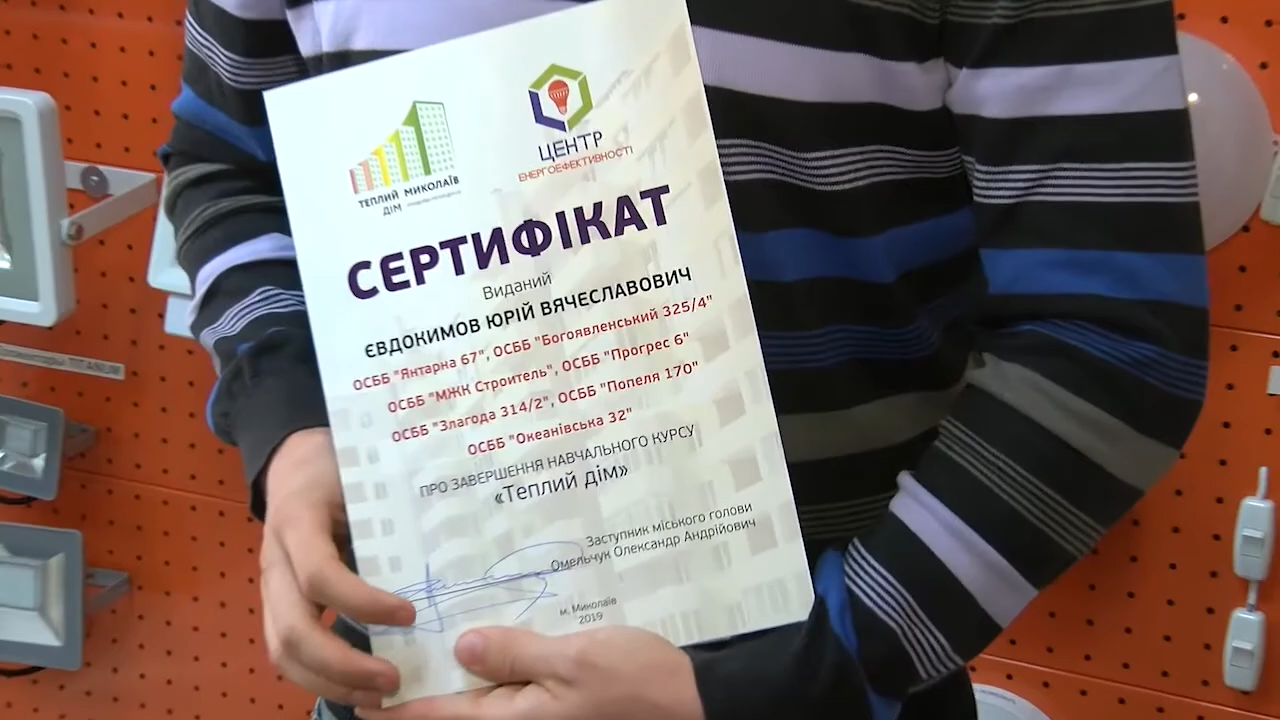 ТЕПЛИЙ МИКОЛАЇВ
ДІМ
ЦЕНТР
ЕНЕРГОЕФЕКТИВНОСТІ
СЕРТИФІКАТ
Виданий
ЄВДОКИМОВ ЮРІЙ ВЯЧЕСЛАВОВИЧ
ОСББ "Янтарна 67", ОСББ "Богоявленський 325/4"
ОСББ "МЖК Строитель", ОСББ "Прогрес 6"
ОСББ "Злагода 314/2", ОСББ "Попеля 170"
ОСББ "Океанівська 32"
ПРО ЗАВЕРШЕННЯ НАВЧАЛЬНОГО КУРСУ
«Теплий дім»
Заступник міського голови
Омельчук Олександр Андрійович
м. Миколаїв
2019
TITANUM